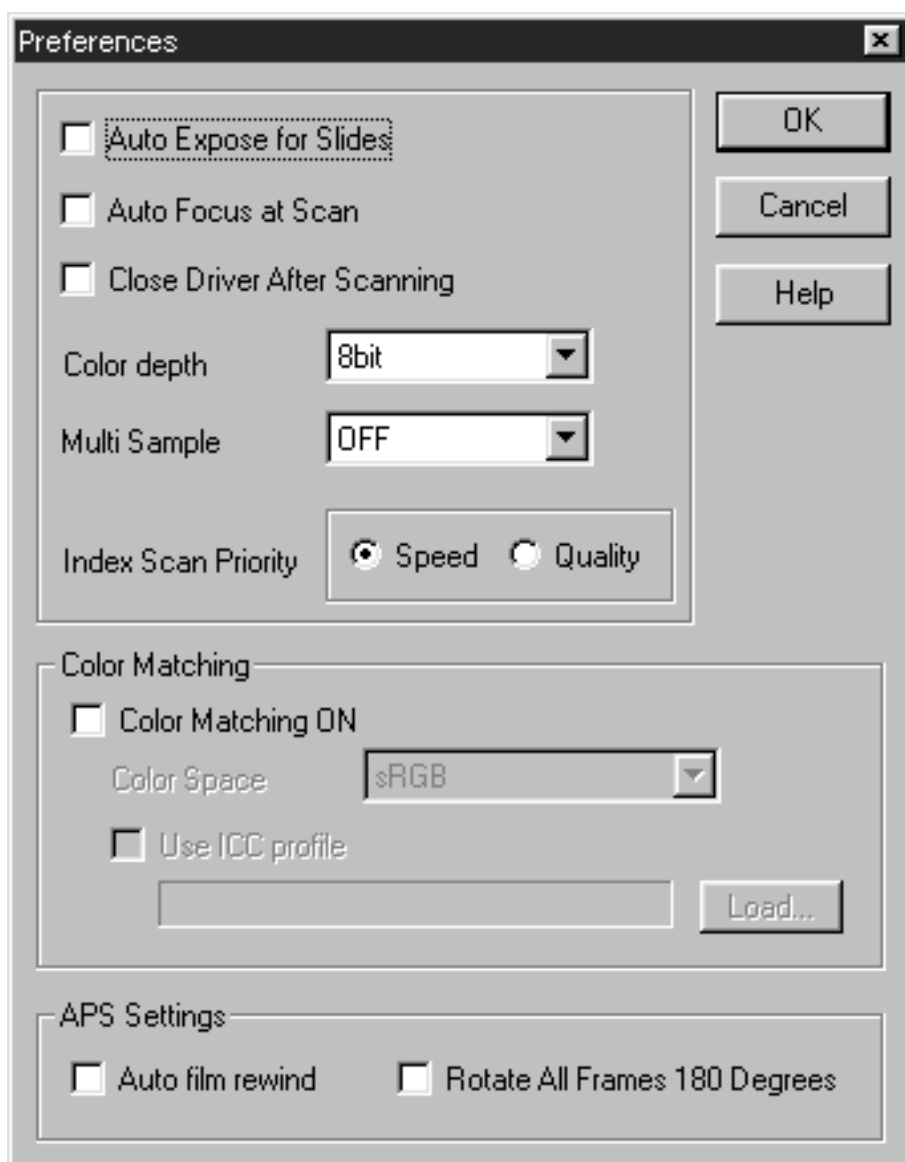 Preferences
Auto Expose for Slides
OK
Auto Focus at Scan
Cancel
Close Driver After Scanning
Help
Color depth 8bit
Multi Sample OFF
Index Scan Priority Speed Quality
Color Matching
Color Matching ON
Color Space sRGB
Use ICC profile
Load...
APS Settings
Auto film rewind Rotate All Frames 180 Degrees